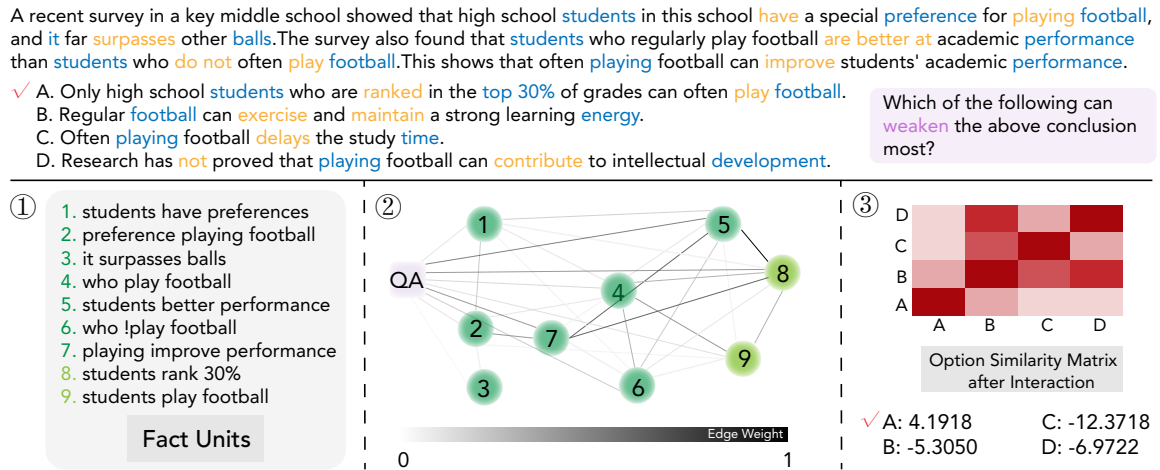 A recent survey in a key middle school showed that high school students in this school have a special preference for playing football,
and it far surpasses other balls.The survey also found that students who regularly play football are better at academic performance
than students who do not often play football.This shows that often playing football can improve students' academic performance.
√ A. Only high school students who are ranked in the top 30% of grades can often play football.
B. Regular football can exercise and maintain a strong learning energy.
C. Often playing football delays the study time.
D. Research has not proved that playing football can contribute to intellectual development.
Which of the following can
weaken the above conclusion
most?
①
1. students have preferences
2. preference playing football
3. it surpasses balls
4. who play football
5. students better performance
6. who !play football
7. playing improve performance
8. students rank 30%
9. students play football
Fact Units
②
QA
1
5
8
4
2
7
9
3
6
Edge Weight
0
1
③
D
C
B
A
A B C D
Option Similarity Matrix
after Interaction
√ A: 4.1918 C: -12.3718
B: -5.3050 D: -6.9722